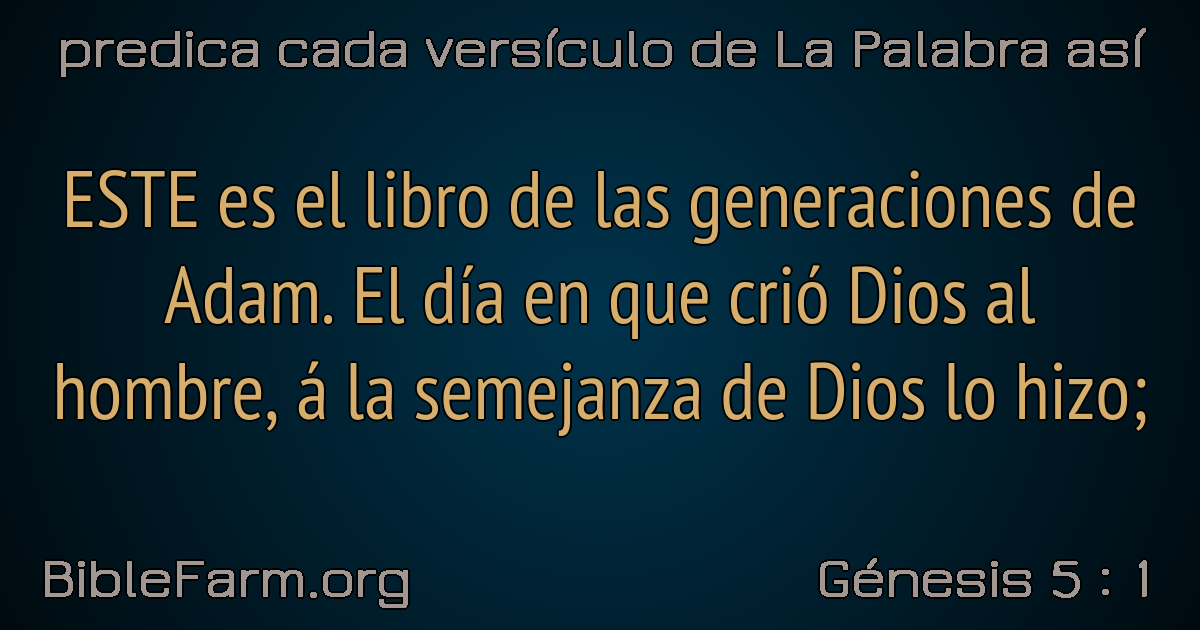 predica cada versículo de La Palabra así
ESTE es el libro de las generaciones de
Adam. El día en que crió Dios al
hombre, á la semejanza de Dios lo hizo;
BibleFarm.org
Génesis 5 : 1